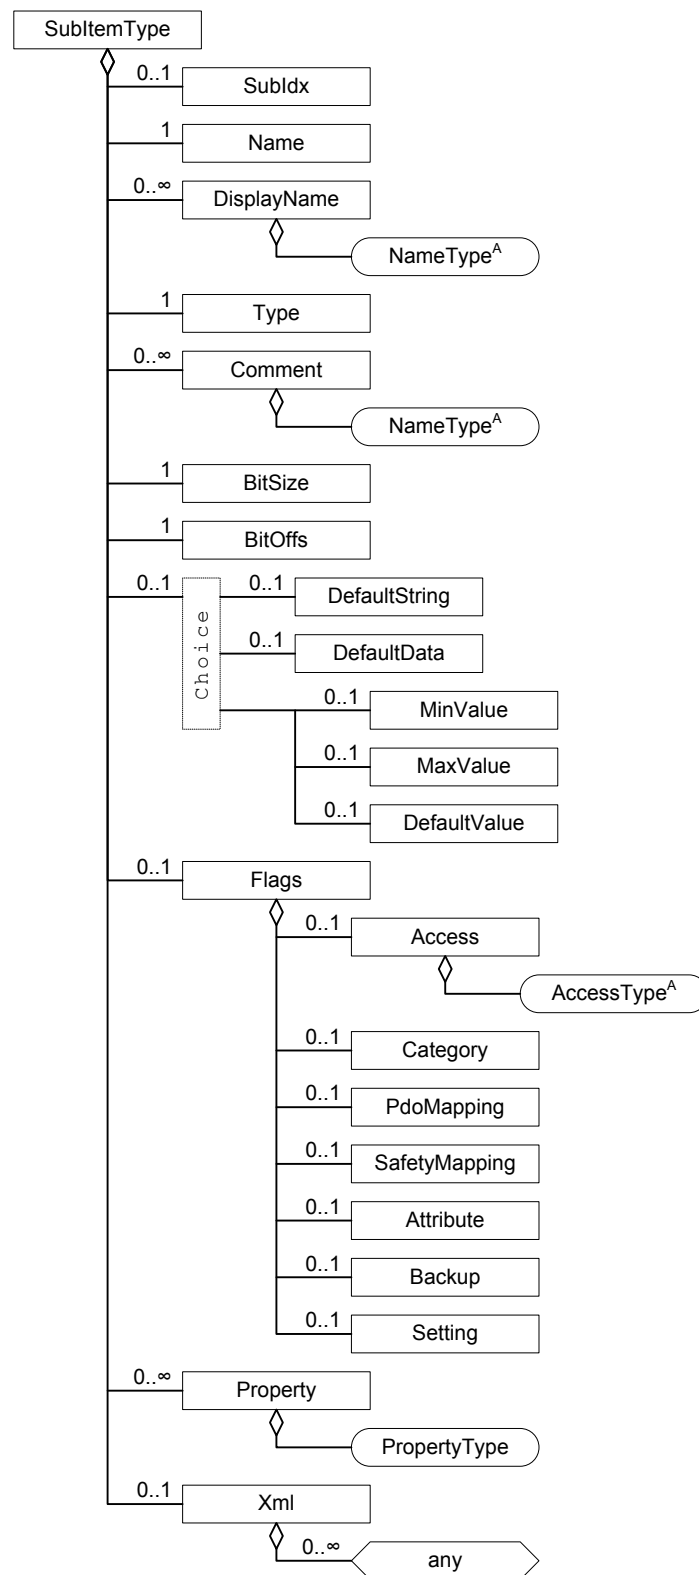 SubItemType
0..1 SubIdx
1 Name
0..∞ DisplayName
NameTypeᴬ
1 Type
0..∞ Comment
NameTypeᴬ
1 BitSize
1 BitOffs
0..1 Choice 0..1 DefaultString
0..1 DefaultData
0..1 MinValue
0..1 MaxValue
0..1 DefaultValue
0..1 Flags
0..1 Access
AccessTypeᴬ
0..1 Category
0..1 PdoMapping
0..1 SafetyMapping
0..1 Attribute
0..1 Backup
0..1 Setting
0..∞ Property
PropertyType
0..1 Xml
0..∞ any